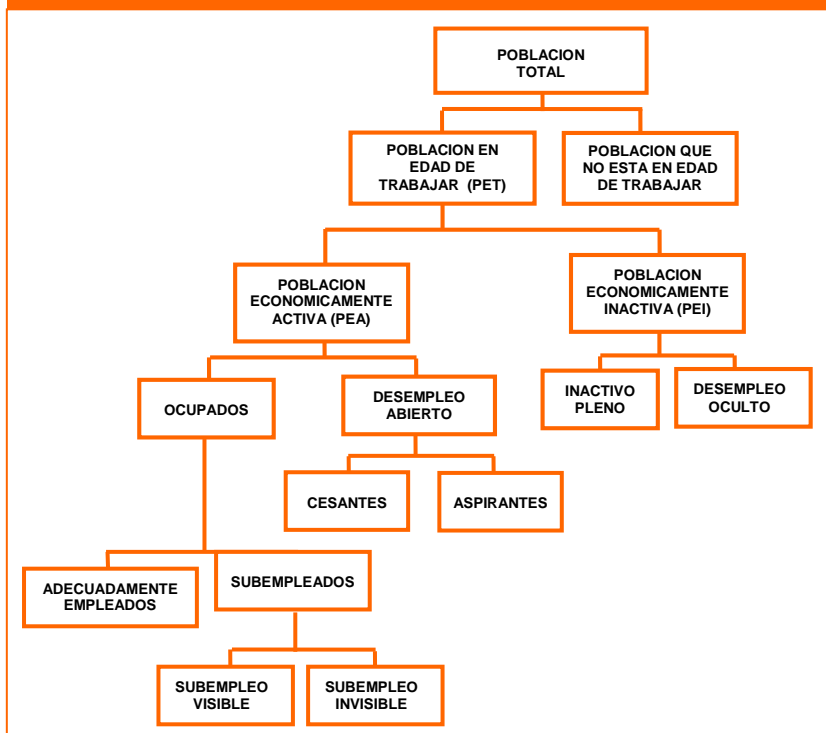 POBLACION
TOTAL
POBLACION EN
EDAD DE
TRABAJAR (PET)
POBLACION QUE
NO ESTA EN EDAD
DE TRABAJAR
POBLACION
ECONOMICAMENTE
ACTIVA (PEA)
POBLACION
ECONOMICAMENTE
INACTIVA (PEI)
OCUPADOS
DESEMPLEO
ABIERTO
INACTIVO
PLENO
DESEMPLEO
OCULTO
CESANTES
ASPIRANTES
ADECUADAMENTE
EMPLEADOS
SUBEMPLEADOS
SUBEMPLEO
VISIBLE
SUBEMPLEO
INVISIBLE